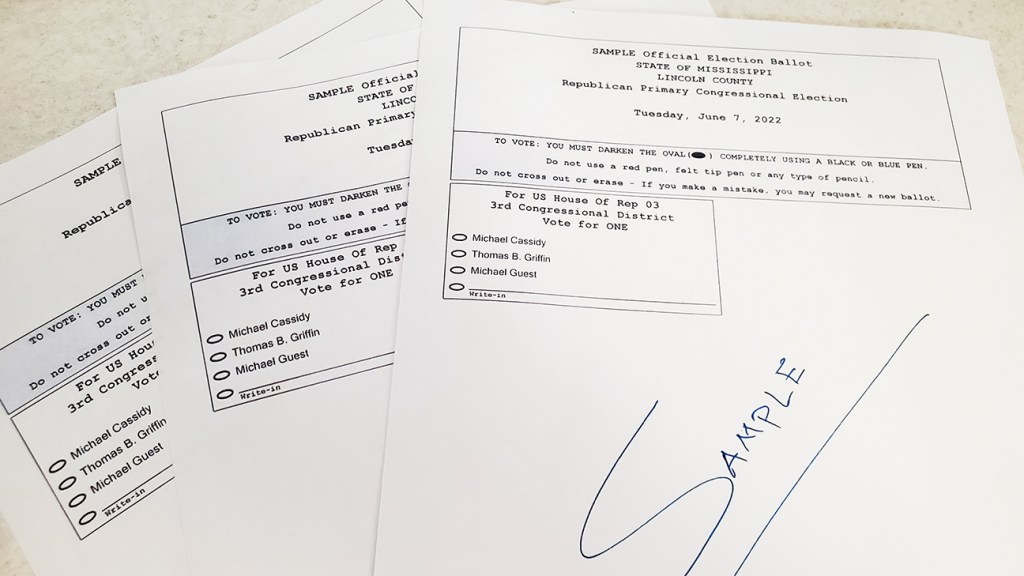 SAMPLE
Republica
TO VOTE: YOU MUST
Do not u
Do not cross out or
For US Hous
3rd Congress
Vote
Michael Cassidy
Thomas B. Griffin
Michael Guest
Write-in
SAMPLE Official
STATE OF
LINCO
Republican Primary
Tuesda
TO VOTE: YOU MUST DARKEN THE
Do not use a red pe
Do not cross out or erase - If
For US House Of Rep
3rd Congressional Dist
Vote for ONE
Michael Cassidy
Thomas B. Griffin
Michael Guest
Write-in
SAMPLE Official Election Ballot
STATE OF MISSISSIPPI
LINCOLN COUNTY
Republican Primary Congressional Election
Tuesday, June 7, 2022
TO VOTE: YOU MUST DARKEN THE OVAL( ) COMPLETELY USING A BLACK OR BLUE PEN.
Do not use a red pen, felt tip pen or any type of pencil.
Do not cross out or erase - If you make a mistake, you may request a new ballot.
For US House Of Rep 03
3rd Congressional District
Vote for ONE
Michael Cassidy
Thomas B. Griffin
Michael Guest
Write-in
SAMPLE